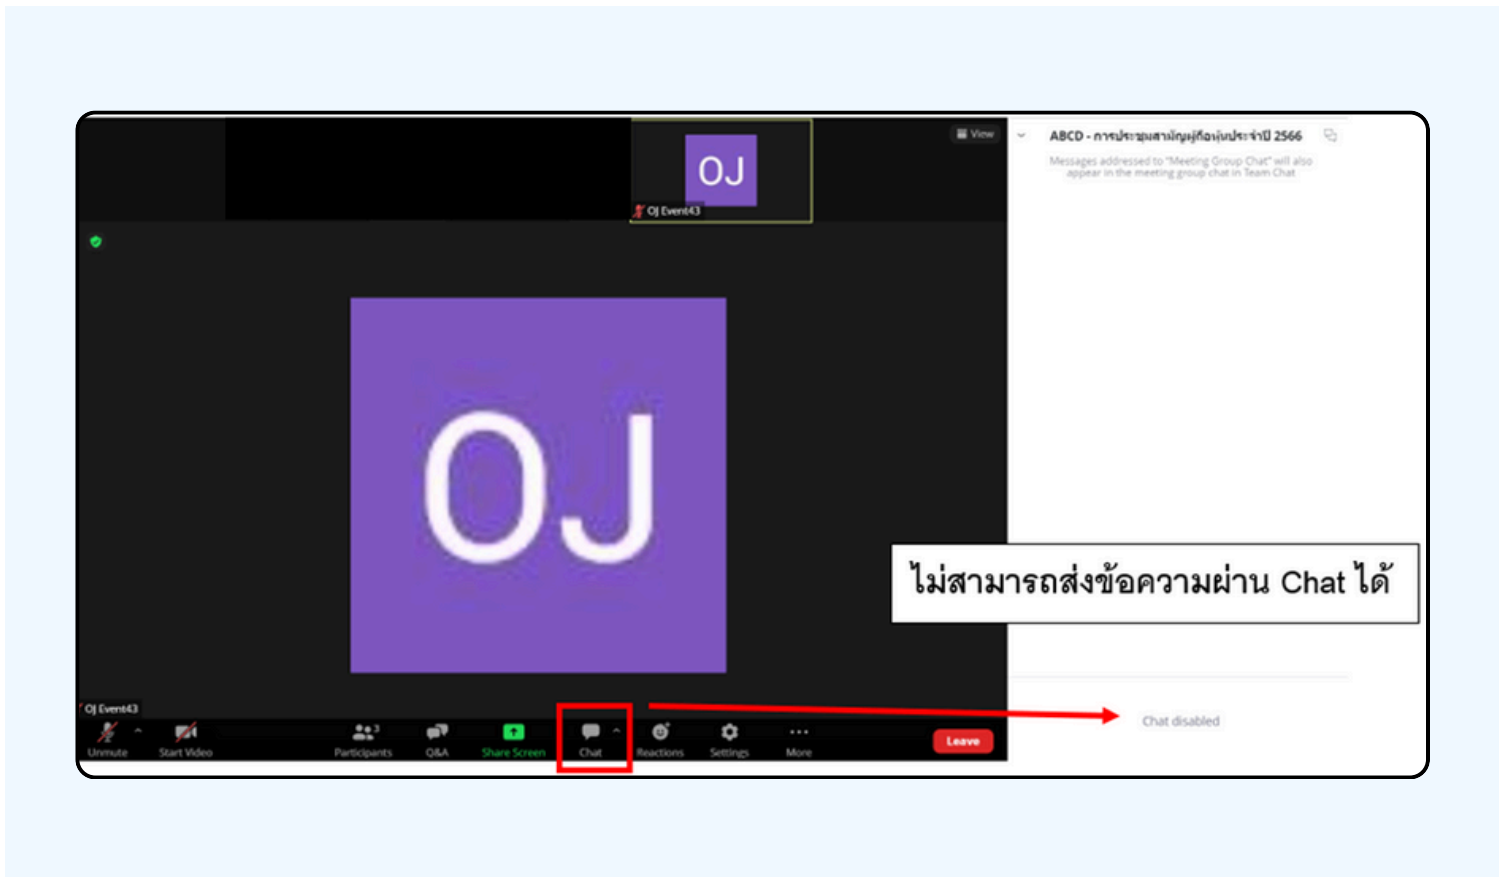 View
ABCD - การประชุมสามัญผู้ถือหุ้นประจำปี 2566
Messages addressed to "Meeting Group Chat" will also
appear in the meeting group chat in Team Chat
OJ
OJ Event43
OJ
ไม่สามารถส่งข้อความผ่าน Chat ได้
OJ Event43
Chat disabled
3
Unmute Start Video Participants Q&A Share Screen Chat Reactions Settings More Leave